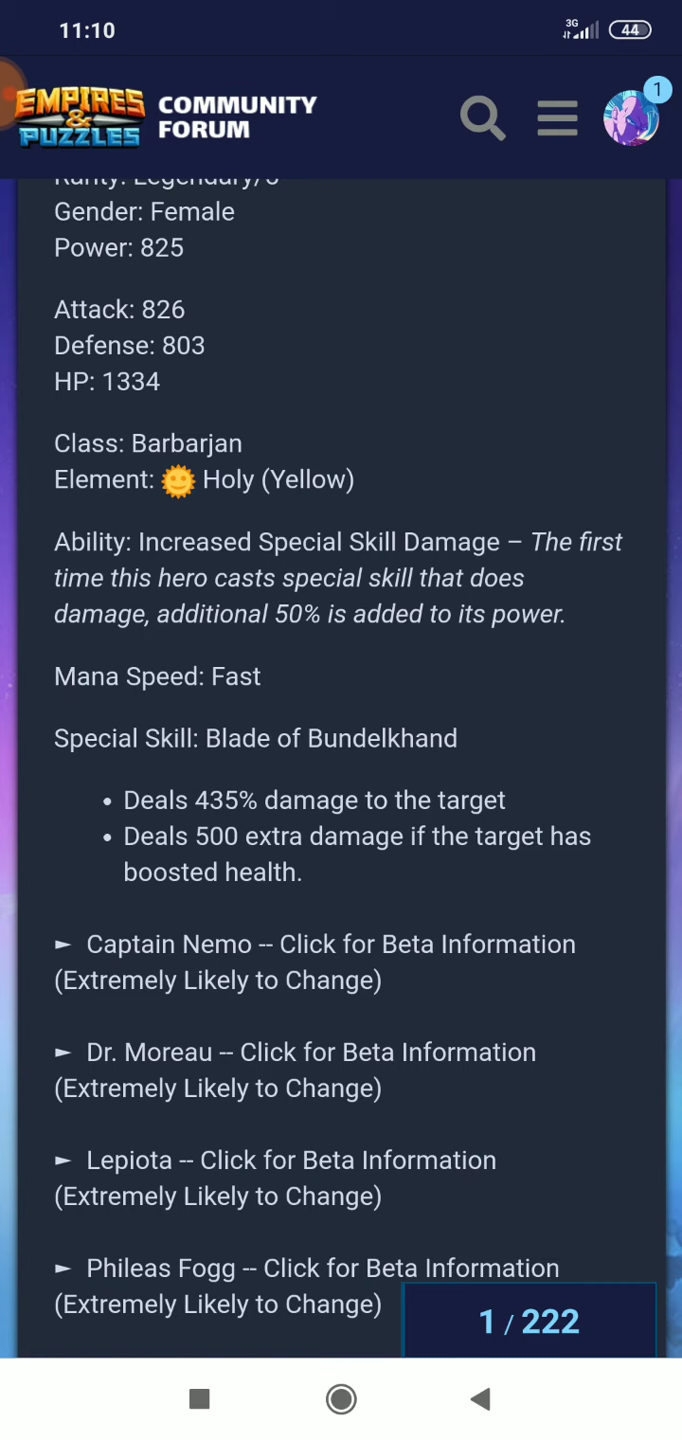 11:10
3G
44
EMPIRES
&
PUZZLES
COMMUNITY
FORUM
1
Gender: Female
Power: 825
Attack: 826
Defense: 803
HP: 1334
Class: Barbarjan
Element: 🌞 Holy (Yellow)
Ability: Increased Special Skill Damage – The first
time this hero casts special skill that does
damage, additional 50% is added to its power.
Mana Speed: Fast
Special Skill: Blade of Bundelkhand
• Deals 435% damage to the target
• Deals 500 extra damage if the target has
boosted health.
► Captain Nemo -- Click for Beta Information
(Extremely Likely to Change)
► Dr. Moreau -- Click for Beta Information
(Extremely Likely to Change)
► Lepiota -- Click for Beta Information
(Extremely Likely to Change)
► Phileas Fogg -- Click for Beta Information
(Extremely Likely to Change)
1 / 222